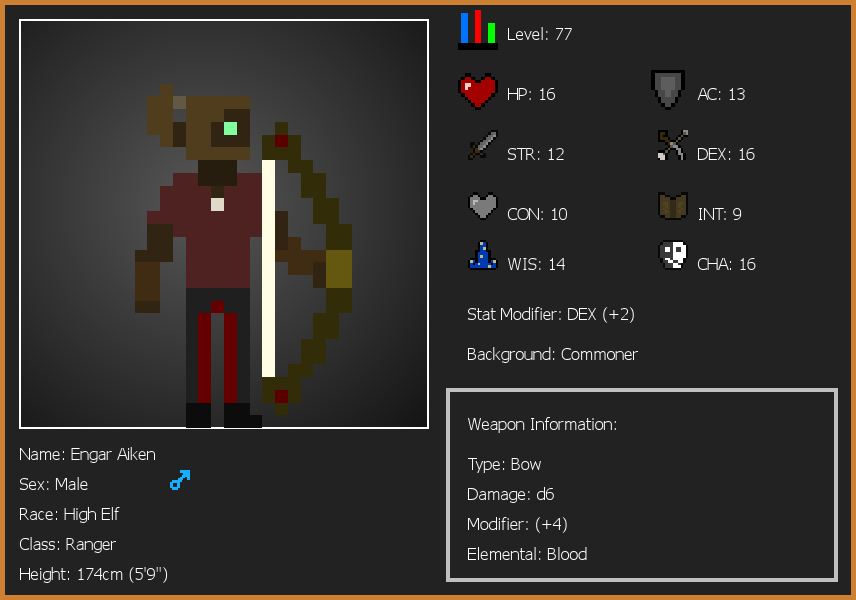 Level: 77
HP: 16
AC: 13
STR: 12
DEX: 16
CON: 10
INT: 9
WIS: 14
CHA: 16
Stat Modifier: DEX (+2)
Background: Commoner
Weapon Information:
Type: Bow
Damage: d6
Modifier: (+4)
Elemental: Blood
Name: Engar Aiken
Sex: Male
Race: High Elf
Class: Ranger
Height: 174cm (5'9")